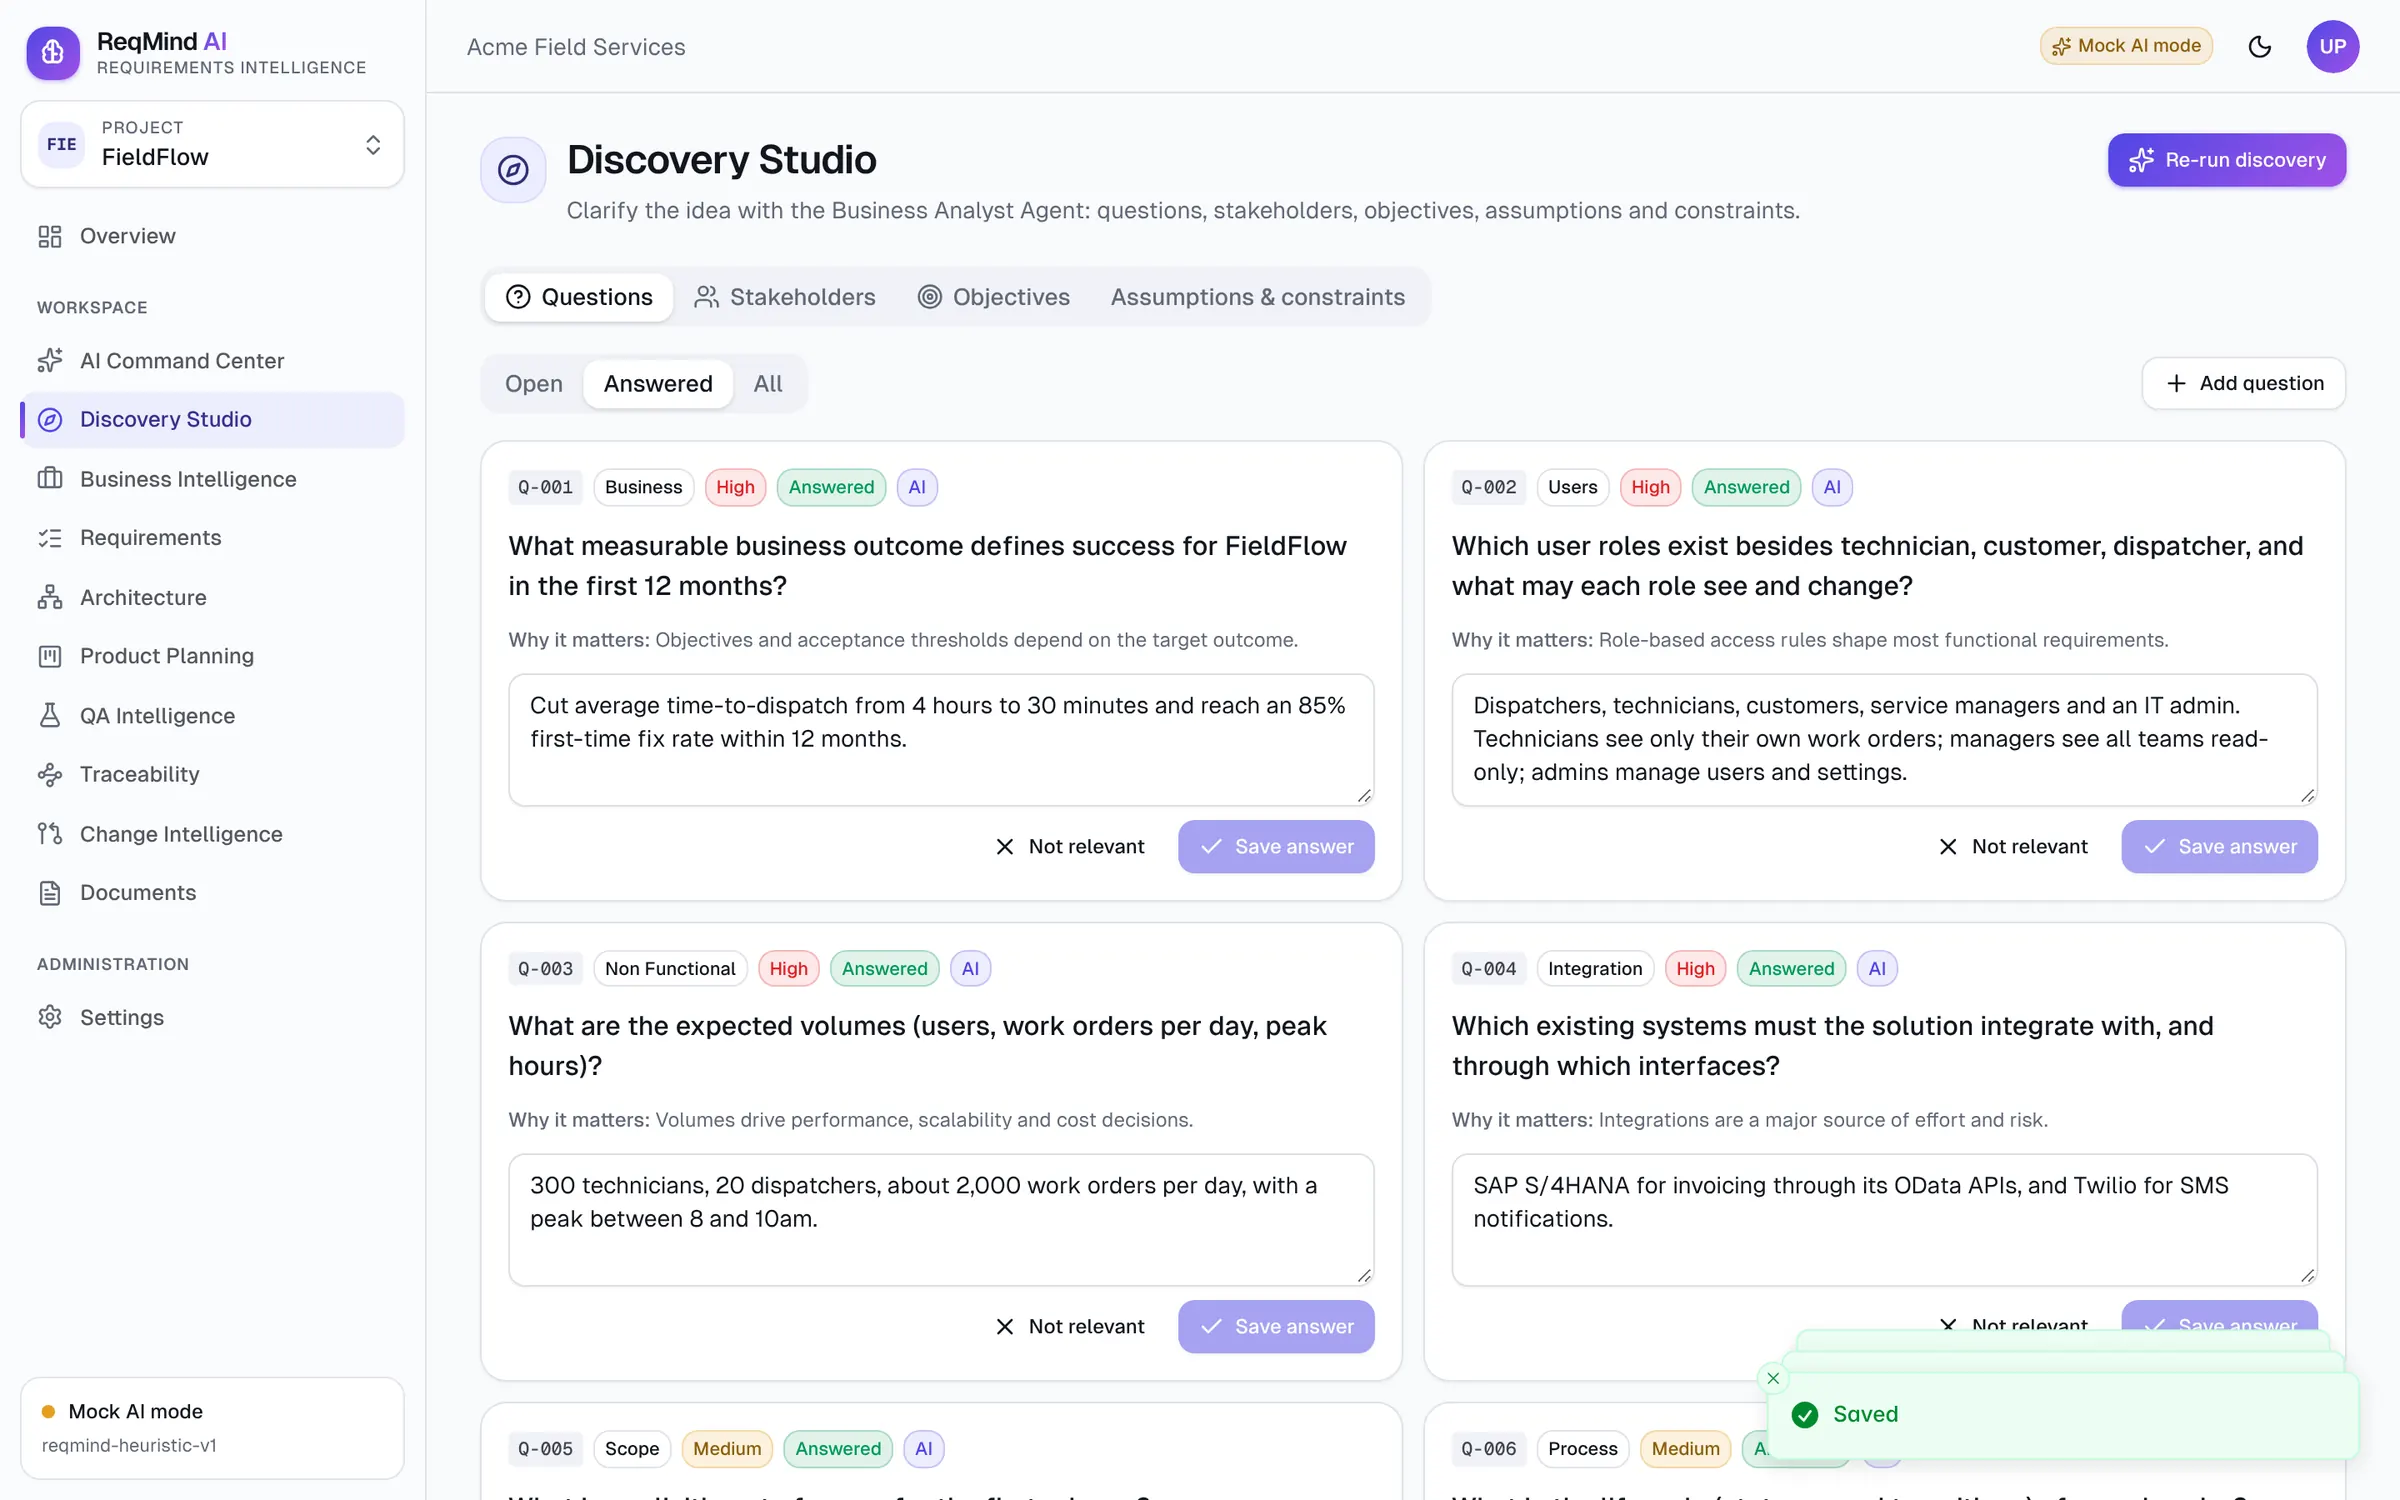 ReqMind AI
REQUIREMENTS INTELLIGENCE
FIE
PROJECT
FieldFlow
Overview
WORKSPACE
AI Command Center
Discovery Studio
Business Intelligence
Requirements
Architecture
Product Planning
QA Intelligence
Traceability
Change Intelligence
Documents
ADMINISTRATION
Settings
Mock AI mode
reqmind-heuristic-v1
Acme Field Services
Mock AI mode
UP
Discovery Studio
Clarify the idea with the Business Analyst Agent: questions, stakeholders, objectives, assumptions and constraints.
Re-run discovery
Questions
Stakeholders
Objectives
Assumptions & constraints
Open
Answered
All
Add question
Q-001 Business High Answered AI
What measurable business outcome defines success for FieldFlow
in the first 12 months?
Why it matters: Objectives and acceptance thresholds depend on the target outcome.
Cut average time-to-dispatch from 4 hours to 30 minutes and reach an 85%
first-time fix rate within 12 months.
Not relevant
Save answer
Q-002 Users High Answered AI
Which user roles exist besides technician, customer, dispatcher, and
what may each role see and change?
Why it matters: Role-based access rules shape most functional requirements.
Dispatchers, technicians, customers, service managers and an IT admin.
Technicians see only their own work orders; managers see all teams read-
only; admins manage users and settings.
Not relevant
Save answer
Q-003 Non Functional High Answered AI
What are the expected volumes (users, work orders per day, peak
hours)?
Why it matters: Volumes drive performance, scalability and cost decisions.
300 technicians, 20 dispatchers, about 2,000 work orders per day, with a
peak between 8 and 10am.
Not relevant
Save answer
Q-004 Integration High Answered AI
Which existing systems must the solution integrate with, and
through which interfaces?
Why it matters: Integrations are a major source of effort and risk.
SAP S/4HANA for invoicing through its OData APIs, and Twilio for SMS
notifications.
Not relevant
Save answer
Q-005 Scope Medium Answered AI
Q-006 Process Medium
Saved